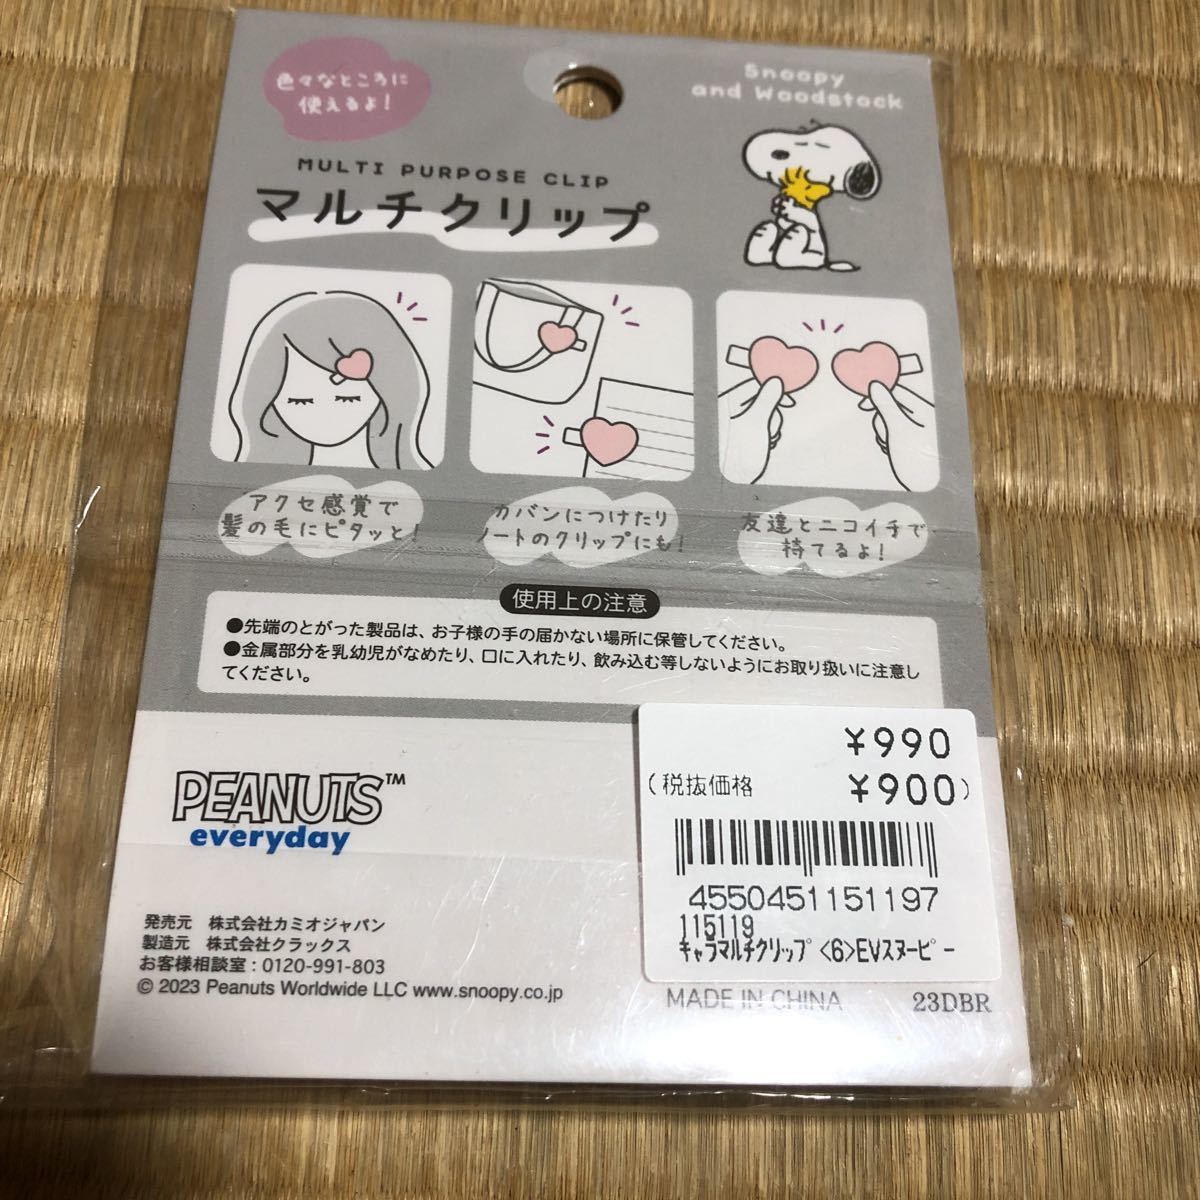 色々なところに
使えるよ!
Snoopy
and Woodstock
MULTI PURPOSE CLIP
マルチクリップ
アクセ感覚で
髪の毛にピタッと!
カバンにつけたり
ノートのクリップにも!
友達とニコイチで
持てるよ!
使用上の注意
●先端のとがった製品は、お子様の手の届かない場所に保管してください。
●金属部分を乳幼児がなめたり、口に入れたり、飲み込む等しないようにお取り扱いに注意し
てください。
¥990
(税抜価格 ¥900)
4550451151197
115119
キャラマルチクリップ<6>EVスヌーピー
PEANUTS™
everyday
発売元 株式会社カミオジャパン
製造元 株式会社クラックス
お客様相談室:0120-991-803
© 2023 Peanuts Worldwide LLC www.snoopy.co.jp
MADE IN CHINA 23DBR